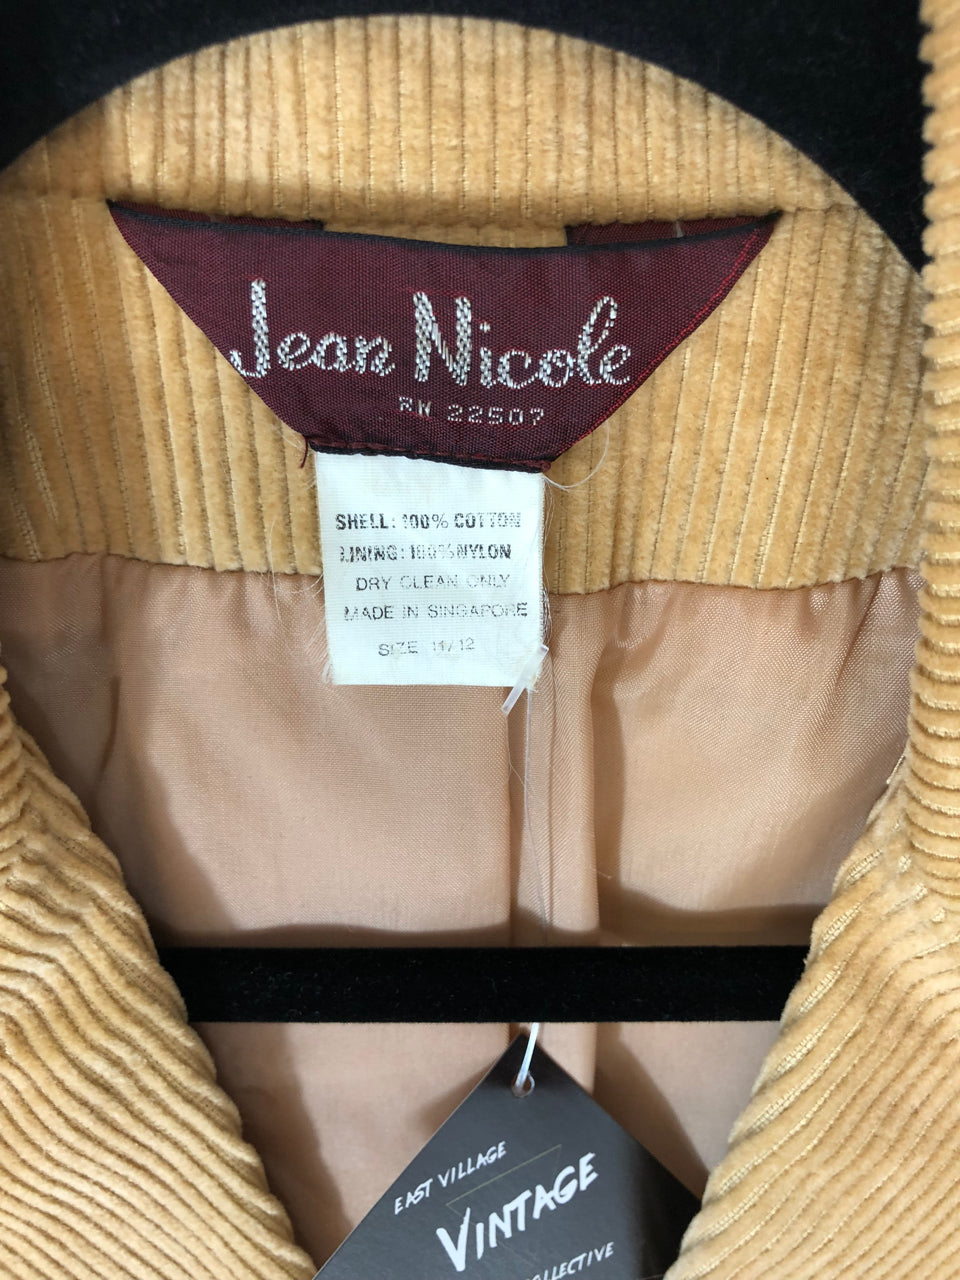 Jean Nicole
RN 22507
SHELL: 100% COTTON
LINING: 100% NYLON
DRY CLEAN ONLY
MADE IN SINGAPORE
SIZE 11/12
EAST VILLAGE
VINTAGE